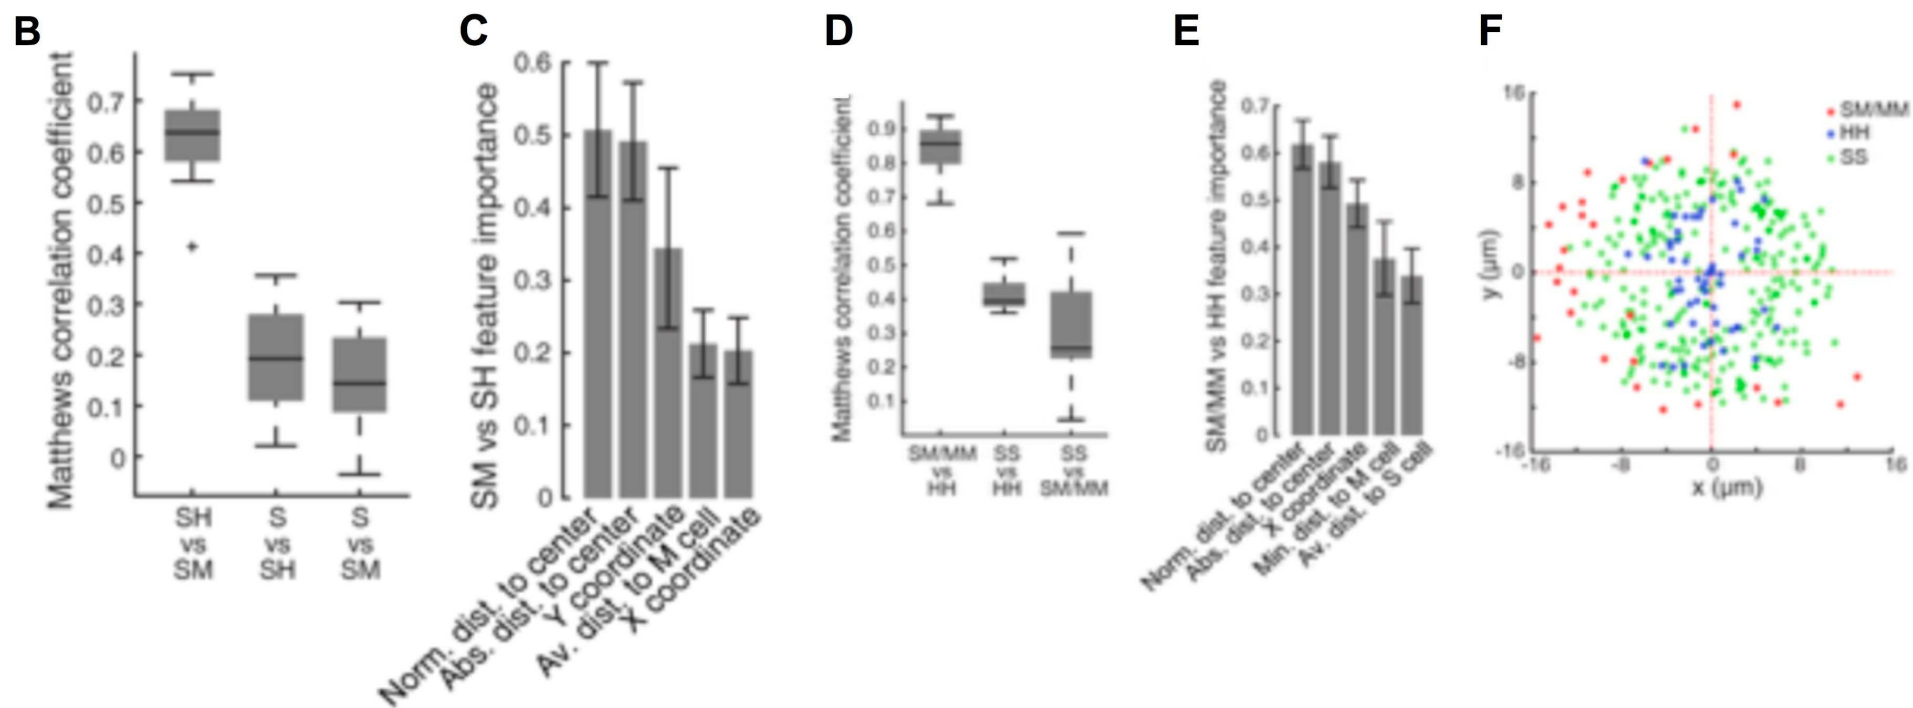 B
Matthews correlation coefficient
0.7
0.6
0.5
0.4
0.3
0.2
0.1
0
SH
vs
SM
S
vs
SH
S
vs
SM
C
SM vs SH feature importance
0.6
0.5
0.4
0.3
0.2
0.1
0
Norm. dist. to center
Abs. dist. to center
Y coordinate
Av. dist. to M cell
X coordinate
D
Matthews correlation coefficient
0.9
0.8
0.7
0.6
0.5
0.4
0.3
0.2
0.1
SM/MM
vs
HH
SS
vs
HH
SS
vs
SM/MM
E
SM/MM vs HH feature importance
0.7
0.6
0.5
0.4
0.3
0.2
0.1
0
Norm. dist. to center
Abs. dist. to center
X coordinate
Min. dist. to M cell
Av. dist. to S cell
F
y (µm)
16
8
0
-8
-16
-16
-8
0
8
16
x (µm)
SM/MM
HH
SS